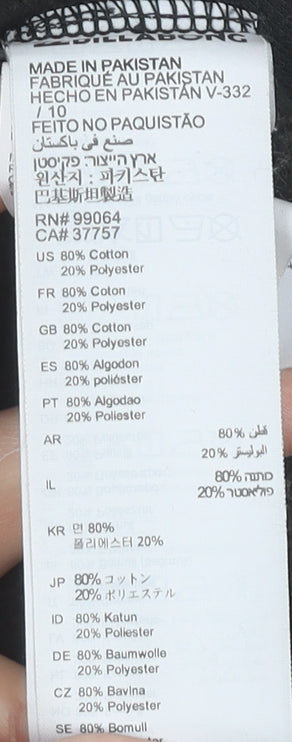 BILLABONG
MADE IN PAKISTAN
FABRIQUÉ AU PAKISTAN
HECHO EN PAKISTÁN V-332
/ 10
FEITO NO PAQUISTÃO
صنع في باكستان
ארץ הייצור: פקיסטן
원산지 : 파키스탄
巴基斯坦製造
RN# 99064
CA# 37757
US 80% Cotton
20% Polyester
FR 80% Coton
20% Polyester
GB 80% Cotton
20% Polyester
ES 80% Algodon
20% poliéster
PT 80% Algodao
20% Poliester
AR 80% قطن
20% البوليستر
IL 80% כותנה
20% פוליאסטר
KR 면 80%
폴리에스터 20%
JP 80% コットン
20% ポリエステル
ID 80% Katun
20% Poliester
DE 80% Baumwolle
20% Polyester
CZ 80% Bavlna
20% Polyester
SE 80% Bomull